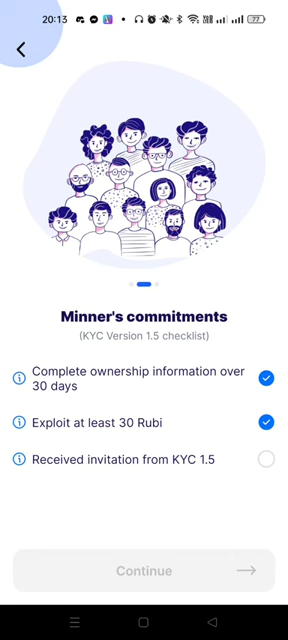 20:13
77
Minner's commitments
(KYC Version 1.5 checklist)
Complete ownership information over
30 days
Exploit at least 30 Rubi
Received invitation from KYC 1.5
Continue